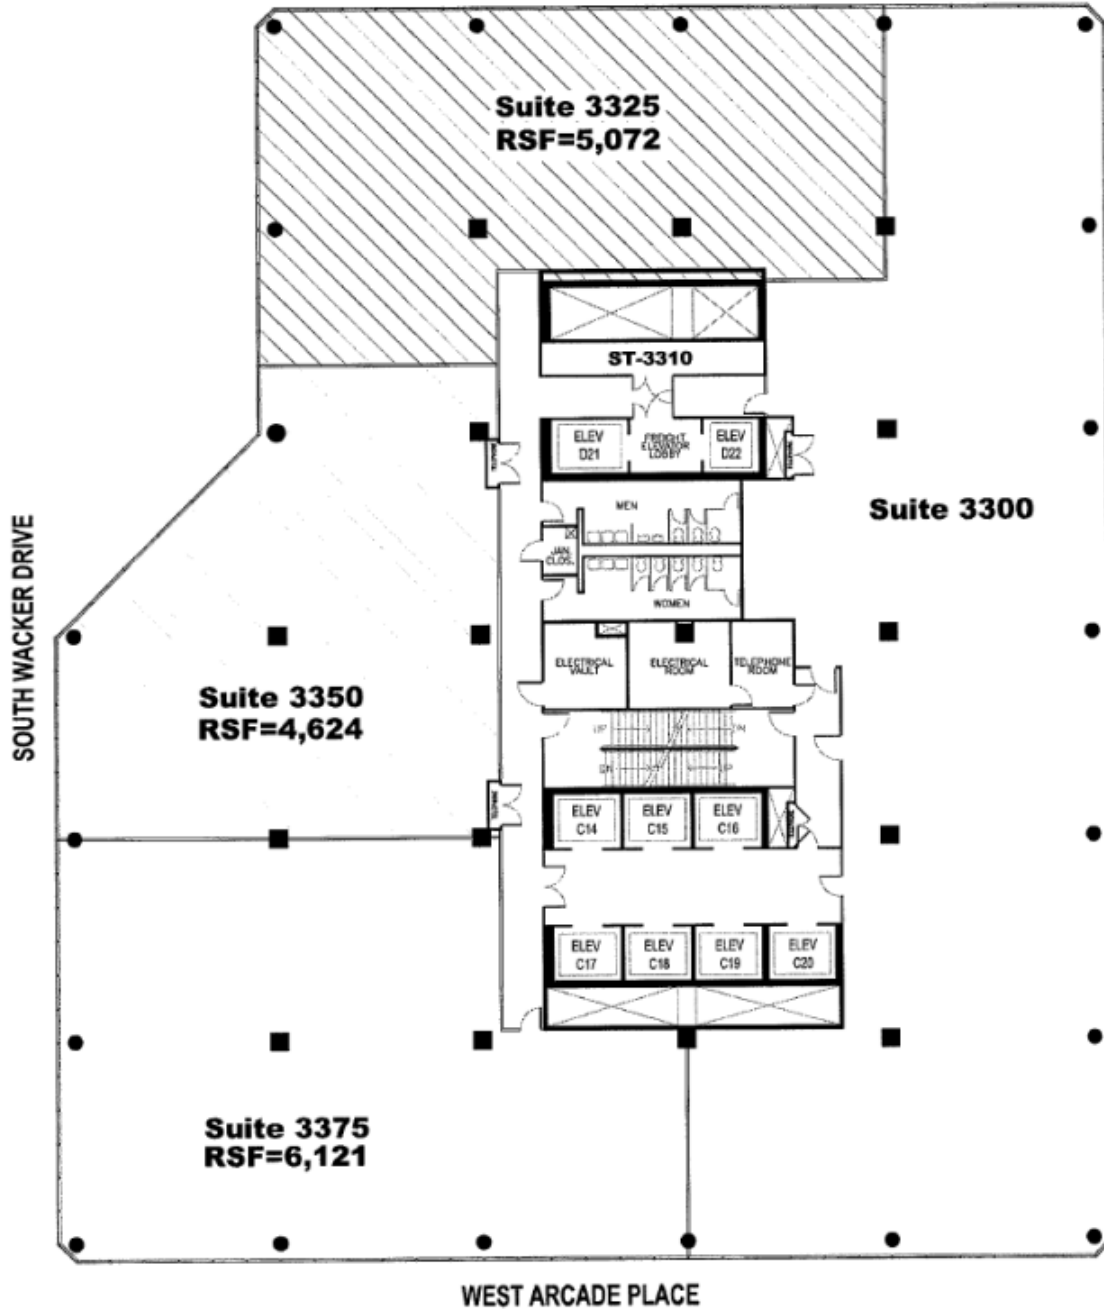 Suite 3325
RSF=5,072
ST-3310
ELEV
D21
FREIGHT
ELEVATOR
LOBBY
ELEV
D22
Suite 3300
MEN
JAN.
CLOS.
WOMEN
ELECTRICAL
VAULT
ELECTRICAL
ROOM
TELEPHONE
ROOM
SOUTH WACKER DRIVE
Suite 3350
RSF=4,624
UP
DN
ELEV
C14
ELEV
C15
ELEV
C16
ELEV
C17
ELEV
C18
ELEV
C19
ELEV
C20
Suite 3375
RSF=6,121
WEST ARCADE PLACE